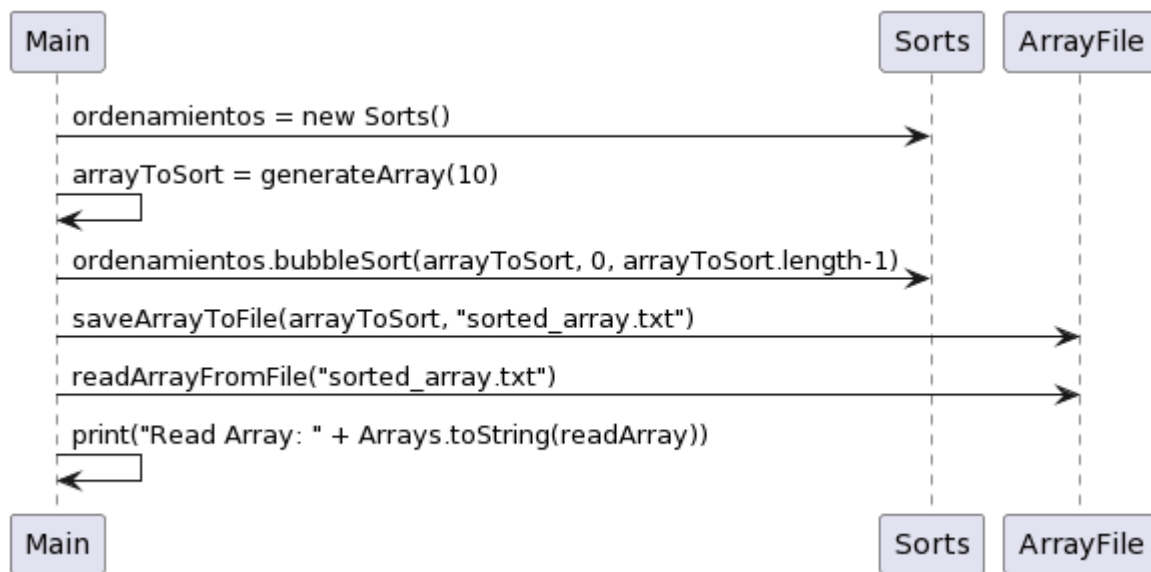 Main Sorts ArrayFile
ordenamientos = new Sorts()
arrayToSort = generateArray(10)
ordenamientos.bubbleSort(arrayToSort, 0, arrayToSort.length-1)
saveArrayToFile(arrayToSort, "sorted_array.txt")
readArrayFromFile("sorted_array.txt")
print("Read Array: " + Arrays.toString(readArray))
Main Sorts ArrayFile